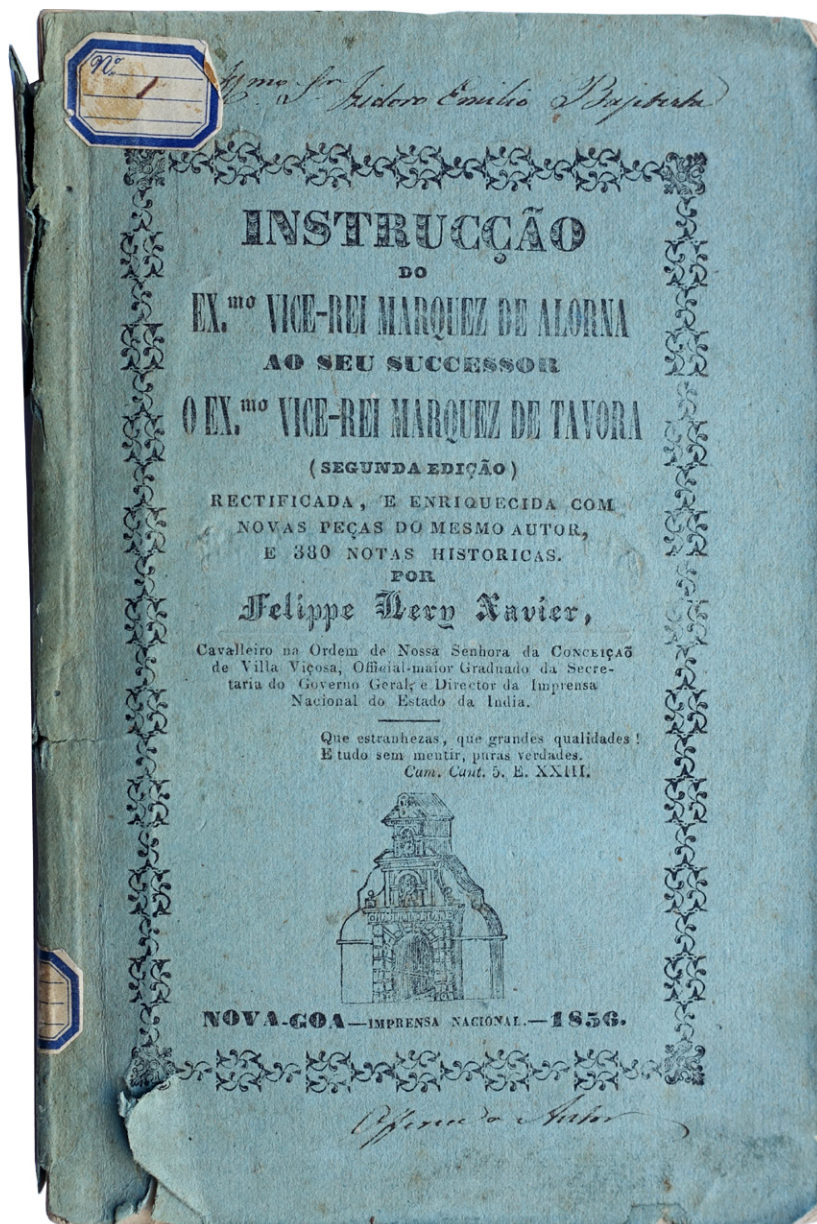 Nº
1
Illmo Sr Izidoro Emilio Baptista
INSTRUCÇÃO
DO
EX.mo VICE-REI MARQUEZ DE ALORNA
AO SEU SUCCESSOR
O EX.mo VICE-REI MARQUEZ DE TAVORA
(SEGUNDA EDIÇÃO)
RECTIFICADA, E ENRIQUECIDA COM
NOVAS PEÇAS DO MESMO AUTOR,
E 380 NOTAS HISTORICAS.
POR
Felippe Nery Xavier,
Cavalleiro na Ordem de Nossa Senhora da CONCEIÇAÕ
de Villa Viçosa, Official-maior Graduado da Secre-
taria do Governo Geral, e Director da Imprensa
Nacional do Estado da India.
Que estranhezas, que grandes qualidades!
E tudo sem mentir, puras verdades.
Cam. Cant. 5. E. XXIII.
NOVA-GOA—IMPRENSA NACIONAL.—1856.
Offerece o Autor